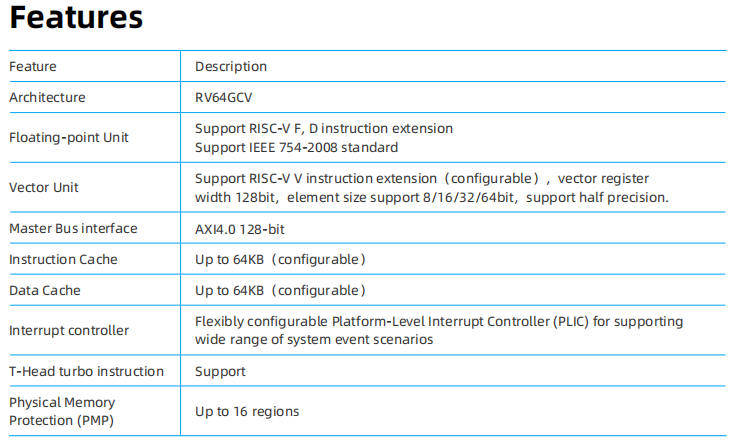 Features
Feature Description
Architecture RV64GCV
Floating-point Unit Support RISC-V F, D instruction extension
Support IEEE 754-2008 standard
Vector Unit Support RISC-V V instruction extension（configurable）, vector register
width 128bit, element size support 8/16/32/64bit, support half precision.
Master Bus interface AXI4.0 128-bit
Instruction Cache Up to 64KB（configurable）
Data Cache Up to 64KB（configurable）
Interrupt controller Flexibly configurable Platform-Level Interrupt Controller (PLIC) for supporting
wide range of system event scenarios
T-Head turbo instruction Support
Physical Memory
Protection (PMP) Up to 16 regions